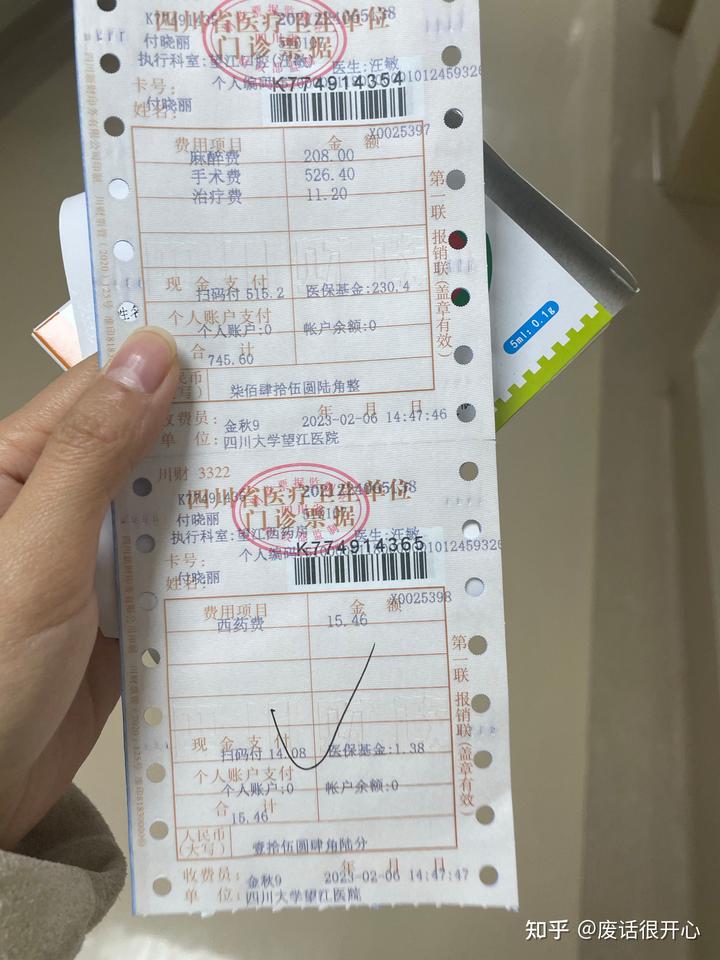 四川省医疗卫生单位
门诊票据
付晓丽
执行科室:望江口腔(汪敏)
医生:汪敏
卡号:
个人编码
K774914354
姓名:
付晓丽
X0025397
费用项目 金 额
麻醉费 208.00
手术费 526.40
治疗费 11.20
现金支付
扫码付 515.2 医保基金:230.4
个人账户支付
个人账户:0 帐户余额:0
合 计
745.60
民币
写)
柒佰肆拾伍圆陆角整
年 月 日
收费员: 金秋9 2023-02-06 14:47:46
单 位: 四川大学望江医院
第一联 报销联(盖章有效)
川财 3322
四川省医疗卫生单位
门诊票据
付晓丽
执行科室:望江西药房
医生:汪敏
卡号:
个人编码
K774914365
姓名:
付晓丽
X0025398
费用项目 金 额
西药费 15.46
现金支付
扫码付 14.08 医保基金:1.38
个人账户支付
个人账户:0 帐户余额:0
合 计
15.46
人民币
(大写)
壹拾伍圆肆角陆分
年 月 日
收费员: 金秋9 2023-02-06 14:47:47
单 位: 四川大学望江医院
第一联 报销联(盖章有效)
5ml: 0.1g
知乎 @废话很开心